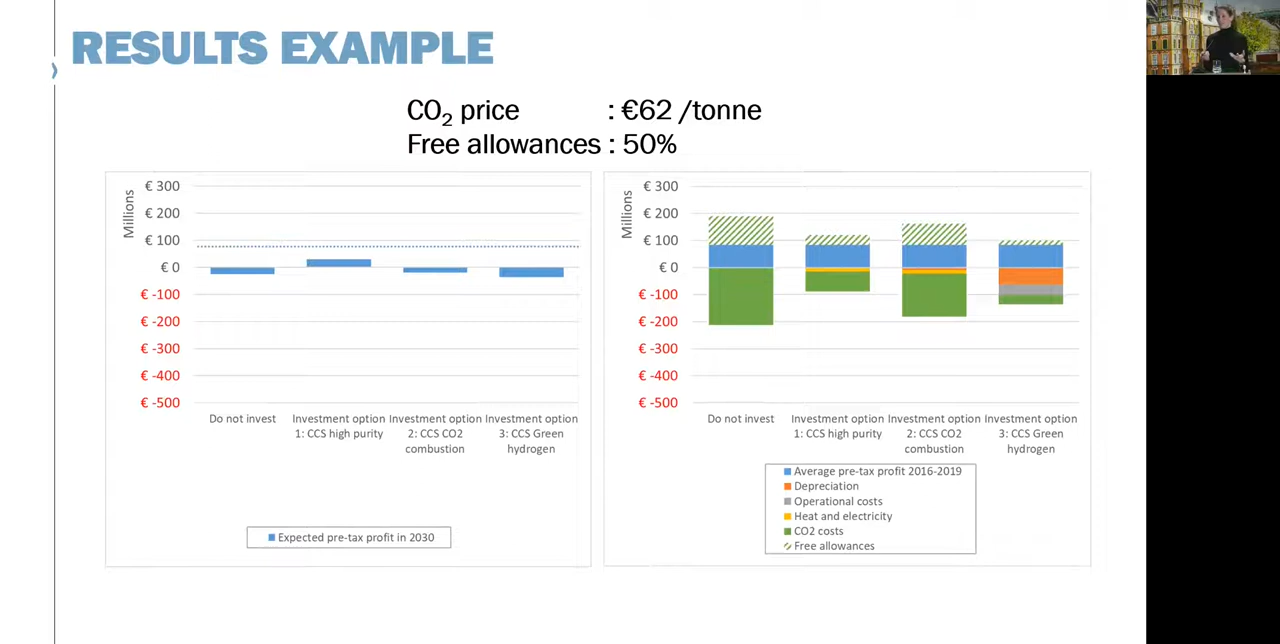 RESULTS EXAMPLE
CO2 price : €62 /tonne
Free allowances : 50%
Millions
€ 300
€ 200
€ 100
€ 0
€ -100
€ -200
€ -300
€ -400
€ -500
Do not invest
Investment option 1: CCS high purity
Investment option 2: CCS CO2 combustion
Investment option 3: CCS Green hydrogen
Expected pre-tax profit in 2030
Millions
€ 300
€ 200
€ 100
€ 0
€ -100
€ -200
€ -300
€ -400
€ -500
Do not invest
Investment option 1: CCS high purity
Investment option 2: CCS CO2 combustion
Investment option 3: CCS Green hydrogen
Average pre-tax profit 2016-2019
Depreciation
Operational costs
Heat and electricity
CO2 costs
Free allowances